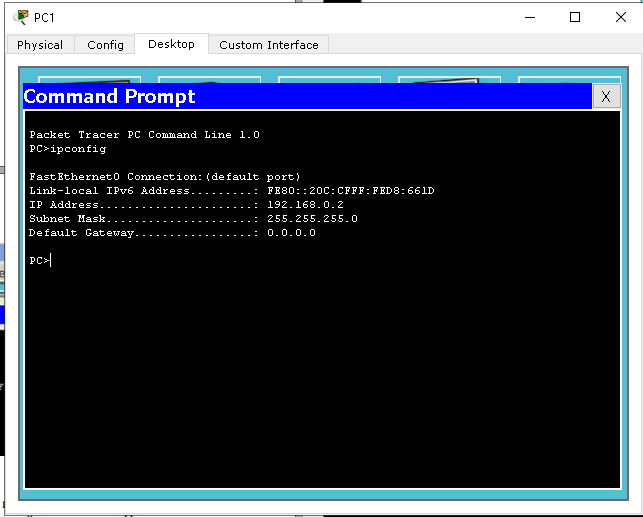 PC1
Physical Config Desktop Custom Interface
Command Prompt X
Packet Tracer PC Command Line 1.0
PC>ipconfig
FastEthernet0 Connection:(default port)
Link-local IPv6 Address.........: FE80::20C:CFFF:FED8:661D
IP Address......................: 192.168.0.2
Subnet Mask.....................: 255.255.255.0
Default Gateway.................: 0.0.0.0
PC>